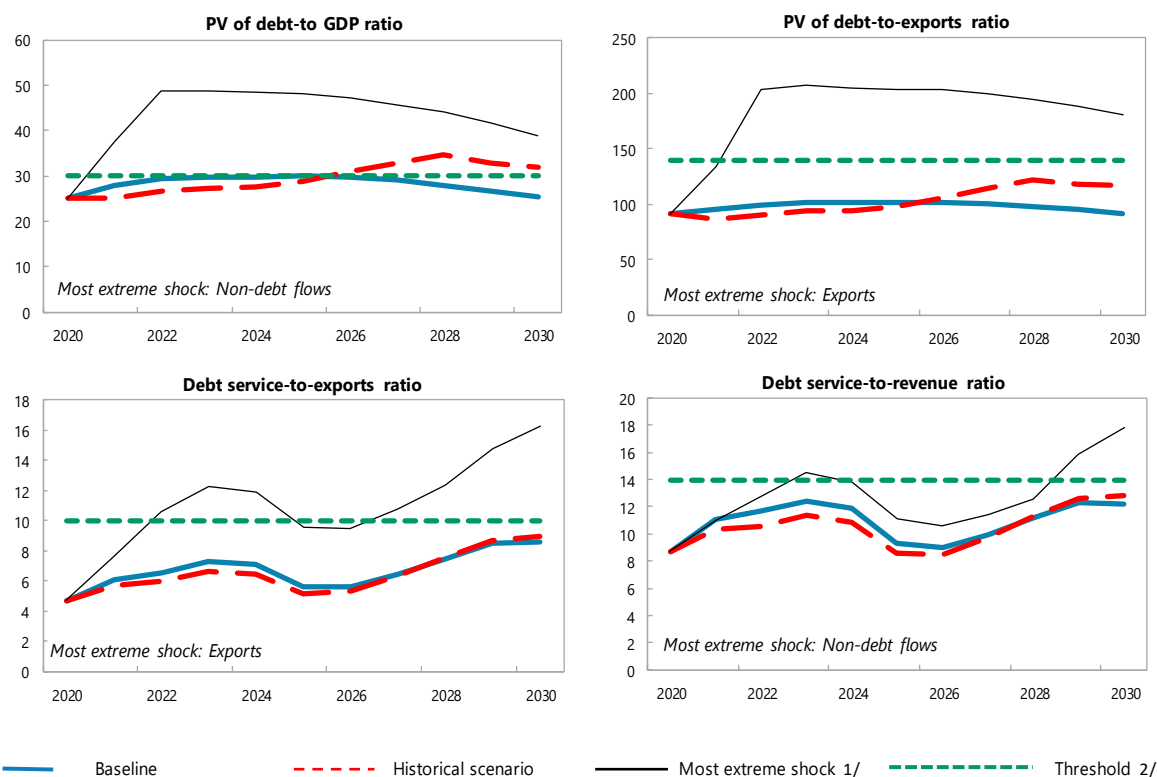 PV of debt-to GDP ratio
60
50
40
30
20
10
0
Most extreme shock: Non-debt flows
2020 2022 2024 2026 2028 2030
PV of debt-to-exports ratio
250
200
150
100
50
0
Most extreme shock: Exports
2020 2022 2024 2026 2028 2030
Debt service-to-exports ratio
18
16
14
12
10
8
6
4
2
0
Most extreme shock: Exports
2020 2022 2024 2026 2028 2030
Debt service-to-revenue ratio
20
18
16
14
12
10
8
6
4
2
0
Most extreme shock: Non-debt flows
2020 2022 2024 2026 2028 2030
Baseline Historical scenario Most extreme shock 1/ Threshold 2/